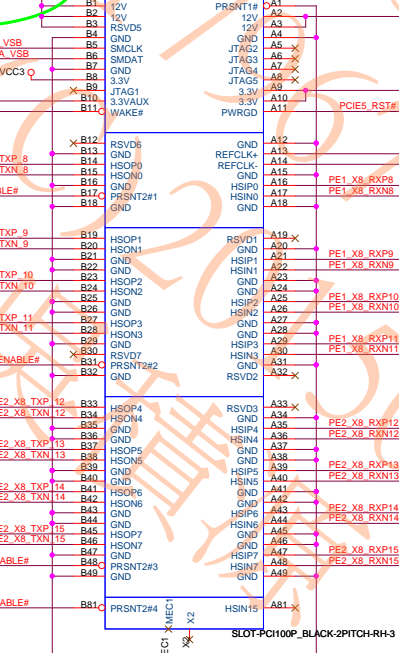 B1 12V PRSNT1# A1
B2 12V 12V A2
B3 RSVD5 12V A3
B4 GND GND A4
_VSB B5 SMCLK JTAG2 A5
A_VSB B6 SMDAT JTAG3 A6
B7 GND JTAG4 A7
VCC3 B8 3.3V JTAG5 A8
B9 JTAG1 3.3V A9
B10 3.3VAUX 3.3V A10
B11 WAKE# PWRGD A11 PCIE5_RST#
B12 RSVD6 GND A12
B13 GND REFCLK+ A13
TXP_8 B14 HSOP0 REFCLK- A14
TXN_8 B15 HSON0 GND A15
B16 GND HSIP0 A16 PE1_X8_RXP8
BLE# B17 PRSNT2#1 HSIN0 A17 PE1_X8_RXN8
B18 GND GND A18
TXP_9 B19 HSOP1 RSVD1 A19
TXN_9 B20 HSON1 GND A20
B21 GND HSIP1 A21 PE1_X8_RXP9
B22 GND HSIN1 A22 PE1_X8_RXN9
TXP_10 B23 HSOP2 GND A23
TXN_10 B24 HSON2 GND A24
B25 GND HSIP2 A25 PE1_X8_RXP10
B26 GND HSIN2 A26 PE1_X8_RXN10
TXP_11 B27 HSOP3 GND A27
TXN_11 B28 HSON3 GND A28
B29 GND HSIP3 A29 PE1_X8_RXP11
B30 RSVD7 HSIN3 A30 PE1_X8_RXN11
ENABLE# B31 PRSNT2#2 GND A31
B32 GND RSVD2 A32
E2_X8_TXP_12 B33 HSOP4 RSVD3 A33
E2_X8_TXN_12 B34 HSON4 GND A34
B35 GND HSIP4 A35 PE2_X8_RXP12
B36 GND HSIN4 A36 PE2_X8_RXN12
E2_X8_TXP_13 B37 HSOP5 GND A37
E2_X8_TXN_13 B38 HSON5 GND A38
B39 GND HSIP5 A39 PE2_X8_RXP13
B40 GND HSIN5 A40 PE2_X8_RXN13
E2_X8_TXP_14 B41 HSOP6 GND A41
E2_X8_TXN_14 B42 HSON6 GND A42
B43 GND HSIP6 A43 PE2_X8_RXP14
B44 GND HSIN6 A44 PE2_X8_RXN14
E2_X8_TXP_15 B45 HSOP7 GND A45
E2_X8_TXN_15 B46 HSON7 GND A46
B47 GND HSIP7 A47 PE2_X8_RXP15
ABLE# B48 PRSNT2#3 HSIN7 A48 PE2_X8_RXN15
B49 GND GND A49
ABLE# B81 PRSNT2#4 HSIN15 A81
MEC1 X2
SLOT-PCI100P_BLACK-2PITCH-RH-3
EC1 X2